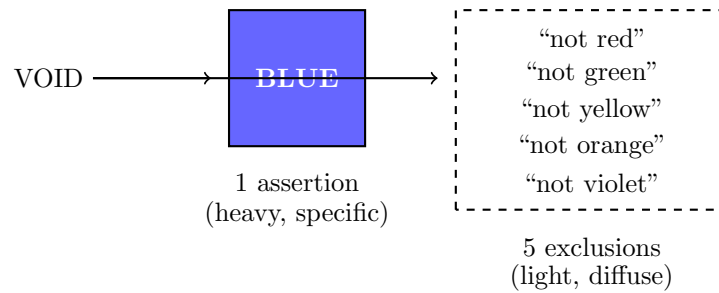 VOID
BLUE
1 assertion
(heavy, specific)
“not red”
“not green”
“not yellow”
“not orange”
“not violet”
5 exclusions
(light, diffuse)